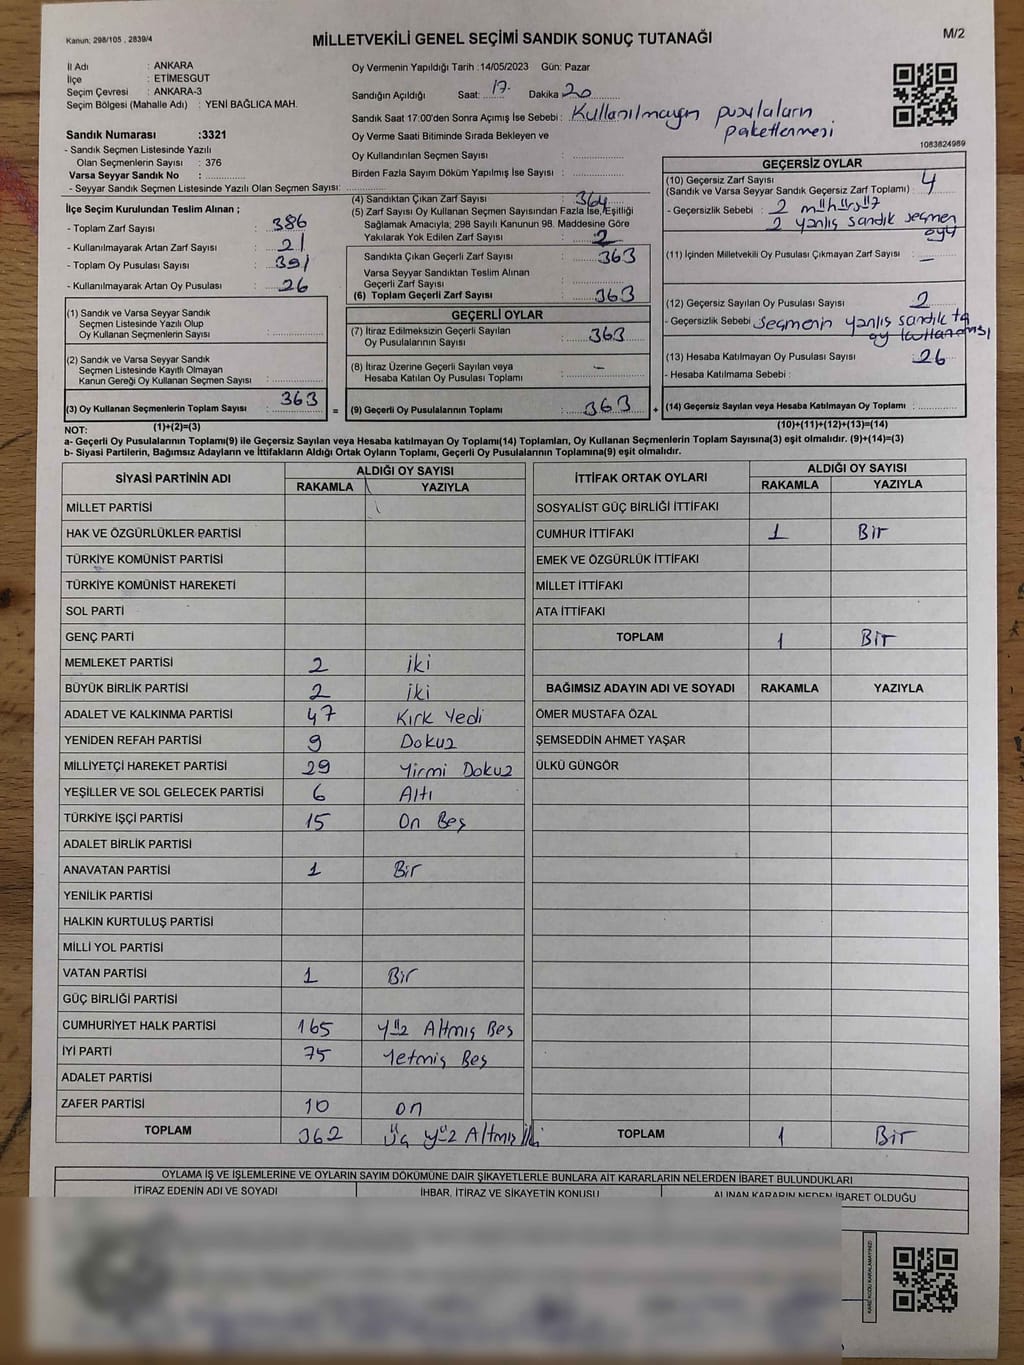 Kanun: 298/105 , 2839/4
MİLLETVEKİLİ GENEL SEÇİMİ SANDIK SONUÇ TUTANAĞI
M/2
İl Adı : ANKARA
İlçe : ETİMESGUT
Seçim Çevresi : ANKARA-3
Seçim Bölgesi (Mahalle Adı) : YENİ BAĞLICA MAH.
Sandık Numarası :3321
- Sandık Seçmen Listesinde Yazılı
Olan Seçmenlerin Sayısı : 376
Varsa Seyyar Sandık No :
- Seyyar Sandık Seçmen Listesinde Yazılı Olan Seçmen Sayısı:
Oy Vermenin Yapıldığı Tarih :14/05/2023 Gün: Pazar
Sandığın Açıldığı Saat: 17 Dakika 20
Sandık Saat 17:00'den Sonra Açımış İse Sebebi: Kullanılmayan pusulaların
paketlenmesi
Oy Verme Saati Bitiminde Sırada Bekleyen ve
Oy Kullandırılan Seçmen Sayısı :
Birden Fazla Sayım Döküm Yapılmış İse Sayısı :
1083824989
İlçe Seçim Kurulundan Teslim Alınan ;
- Toplam Zarf Sayısı : 386
- Kullanılmayarak Artan Zarf Sayısı : 21
- Toplam Oy Pusulası Sayısı : 391
- Kullanılmayarak Artan Oy Pusulası : 26
(1) Sandık ve Varsa Seyyar Sandık
Seçmen Listesinde Yazılı Olup
Oy Kullanan Seçmenlerin Sayısı :
(2) Sandık ve Varsa Seyyar Sandık
Seçmen Listesinde Kayıtlı Olmayan
Kanun Gereği Oy Kullanan Seçmen Sayısı :
(3) Oy Kullanan Seçmenlerin Toplam Sayısı : 363
(4) Sandıktan Çıkan Zarf Sayısı : 364
(5) Zarf Sayısı Oy Kullanan Seçmen Sayısından Fazla İse, Eşitliği
Sağlamak Amacıyla; 298 Sayılı Kanunun 98. Maddesine Göre
Yakılarak Yok Edilen Zarf Sayısı : 2
Sandıkta Çıkan Geçerli Zarf Sayısı : 363
Varsa Seyyar Sandıktan Teslim Alınan
Geçerli Zarf Sayısı :
(6) Toplam Geçerli Zarf Sayısı : 363
GEÇERLİ OYLAR
(7) İtiraz Edilmeksizin Geçerli Sayılan
Oy Pusulalarının Sayısı : 363
(8) İtiraz Üzerine Geçerli Sayılan veya
Hesaba Katılan Oy Pusulası Toplamı : -
= (9) Geçerli Oy Pusulalarının Toplamı : 363 +
GEÇERSİZ OYLAR
(10) Geçersiz Zarf Sayısı
(Sandık ve Varsa Seyyar Sandık Geçersiz Zarf Toplamı) : 4
- Geçersizlik Sebebi : 2 mühürsüz
2 yanlış sandık seçmen
oyu
(11) İçinden Milletvekili Oy Pusulası Çıkmayan Zarf Sayısı : -
(12) Geçersiz Sayılan Oy Pusulası Sayısı : 2
- Geçersizlik Sebebi : Seçmenin yanlış sandıkta
oy kullanması
(13) Hesaba Katılmayan Oy Pusulası Sayısı : 26
- Hesaba Katılmama Sebebi :
(14) Geçersiz Sayılan veya Hesaba Katılmayan Oy Toplamı :
NOT: (1)+(2)=(3)
(10)+(11)+(12)+(13)=(14)
a- Geçerli Oy Pusulalarının Toplamı(9) ile Geçersiz Sayılan veya Hesaba katılmayan Oy Toplamı(14) Toplamları, Oy Kullanan Seçmenlerin Toplam Sayısına(3) eşit olmalıdır. (9)+(14)=(3)
b- Siyasi Partilerin, Bağımsız Adayların ve İttifakların Aldığı Ortak Oyların Toplamı, Geçerli Oy Pusulalarının Toplamına(9) eşit olmalıdır.
SİYASİ PARTİNİN ADI ALDIĞI OY SAYISI
RAKAMLA YAZIYLA
MİLLET PARTİSİ
HAK VE ÖZGÜRLÜKLER PARTİSİ
TÜRKİYE KOMÜNİST PARTİSİ
TÜRKİYE KOMÜNİST HAREKETİ
SOL PARTİ
GENÇ PARTİ
MEMLEKET PARTİSİ 2 iki
BÜYÜK BİRLİK PARTİSİ 2 iki
ADALET VE KALKINMA PARTİSİ 47 Kırk Yedi
YENİDEN REFAH PARTİSİ 9 Dokuz
MİLLİYETÇİ HAREKET PARTİSİ 29 Yirmi Dokuz
YEŞİLLER VE SOL GELECEK PARTİSİ 6 Altı
TÜRKİYE İŞÇİ PARTİSİ 15 On Beş
ADALET BİRLİK PARTİSİ
ANAVATAN PARTİSİ 1 Bir
YENİLİK PARTİSİ
HALKIN KURTULUŞ PARTİSİ
MİLLİ YOL PARTİSİ
VATAN PARTİSİ 1 Bir
GÜÇ BİRLİĞİ PARTİSİ
CUMHURİYET HALK PARTİSİ 165 Yüz Altmış Beş
İYİ PARTİ 75 Yetmiş Beş
ADALET PARTİSİ
ZAFER PARTİSİ 10 on
TOPLAM 362 Üç yüz Altmış İki
İTTİFAK ORTAK OYLARI ALDIĞI OY SAYISI
RAKAMLA YAZIYLA
SOSYALİST GÜÇ BİRLİĞİ İTTİFAKI
CUMHUR İTTİFAKI 1 Bir
EMEK VE ÖZGÜRLÜK İTTİFAKI
MİLLET İTTİFAKI
ATA İTTİFAKI
TOPLAM 1 Bir
BAĞIMSIZ ADAYIN ADI VE SOYADI RAKAMLA YAZIYLA
ÖMER MUSTAFA ÖZAL
ŞEMSEDDİN AHMET YAŞAR
ÜLKÜ GÜNGÖR
TOPLAM 1 Bir
OYLAMA İŞ VE İŞLEMLERİNE VE OYLARIN SAYIM DÖKÜMÜNE DAİR ŞİKAYETLERLE BUNLARA AİT KARARLARIN NELERDEN İBARET BULUNDUKLARI
İTİRAZ EDENİN ADI VE SOYADI İHBAR, İTİRAZ VE ŞİKAYETİN KONUSU ALINAN KARARIN NEDEN İBARET OLDUĞU